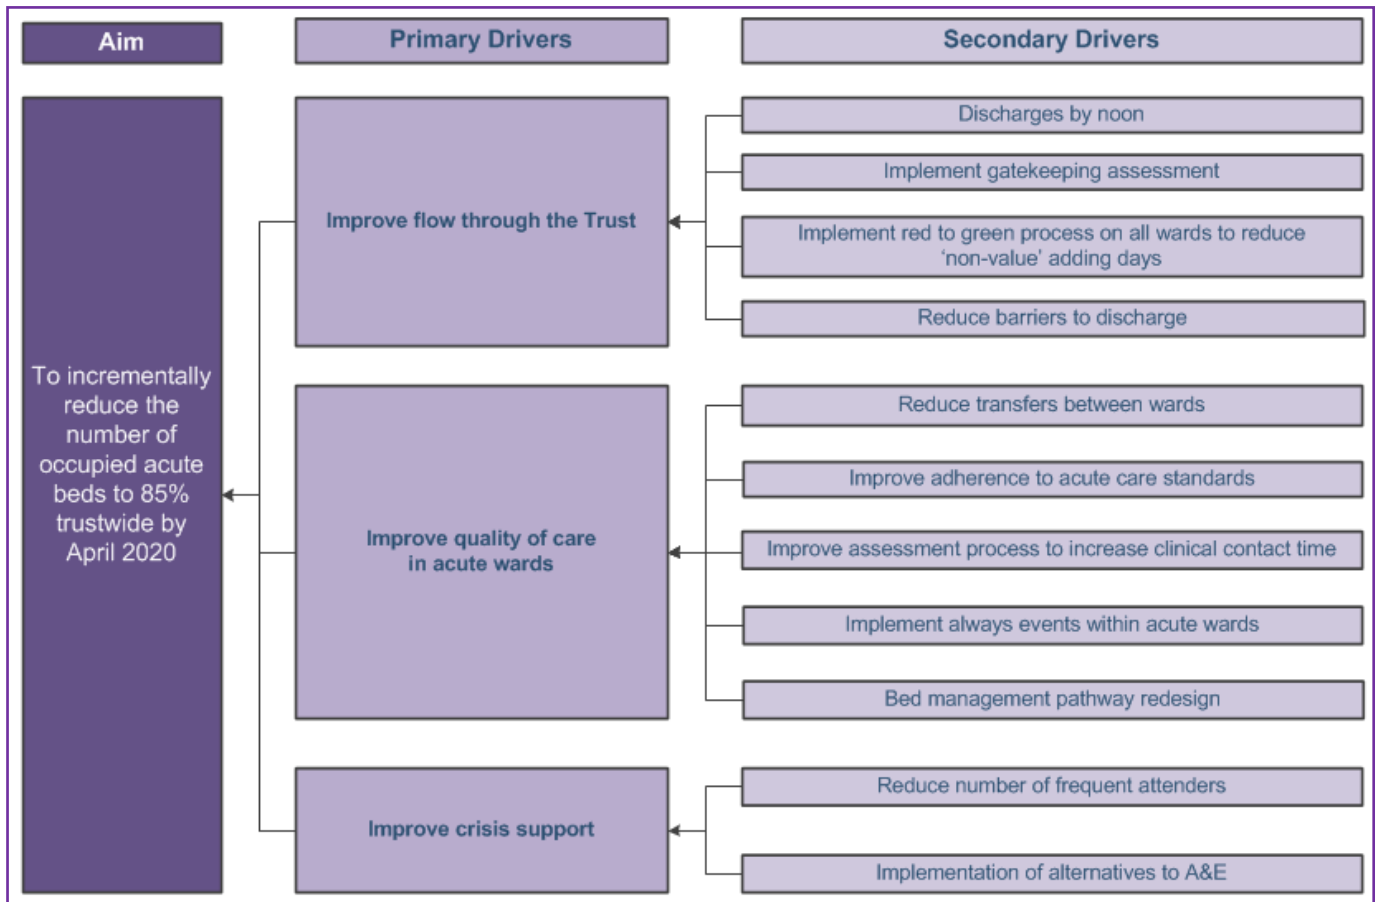 Aim
Primary Drivers
Secondary Drivers
To incrementally
reduce the
number of
occupied acute
beds to 85%
trustwide by
April 2020
Improve flow through the Trust
Discharges by noon
Implement gatekeeping assessment
Implement red to green process on all wards to reduce
‘non-value’ adding days
Reduce barriers to discharge
Improve quality of care
in acute wards
Reduce transfers between wards
Improve adherence to acute care standards
Improve assessment process to increase clinical contact time
Implement always events within acute wards
Bed management pathway redesign
Improve crisis support
Reduce number of frequent attenders
Implementation of alternatives to A&E